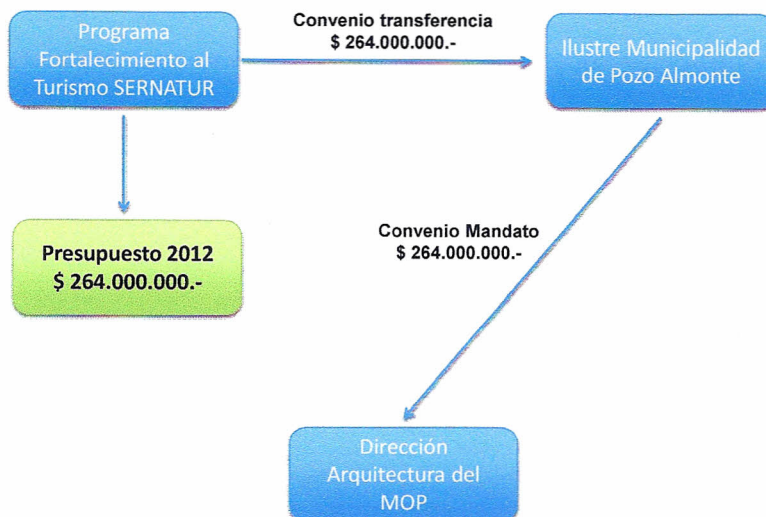 Programa
Fortalecimiento al
Turismo SERNATUR
Convenio transferencia
$ 264.000.000.-
Ilustre Municipalidad
de Pozo Almonte
Presupuesto 2012
$ 264.000.000.-
Convenio Mandato
$ 264.000.000.-
Dirección
Arquitectura del
MOP